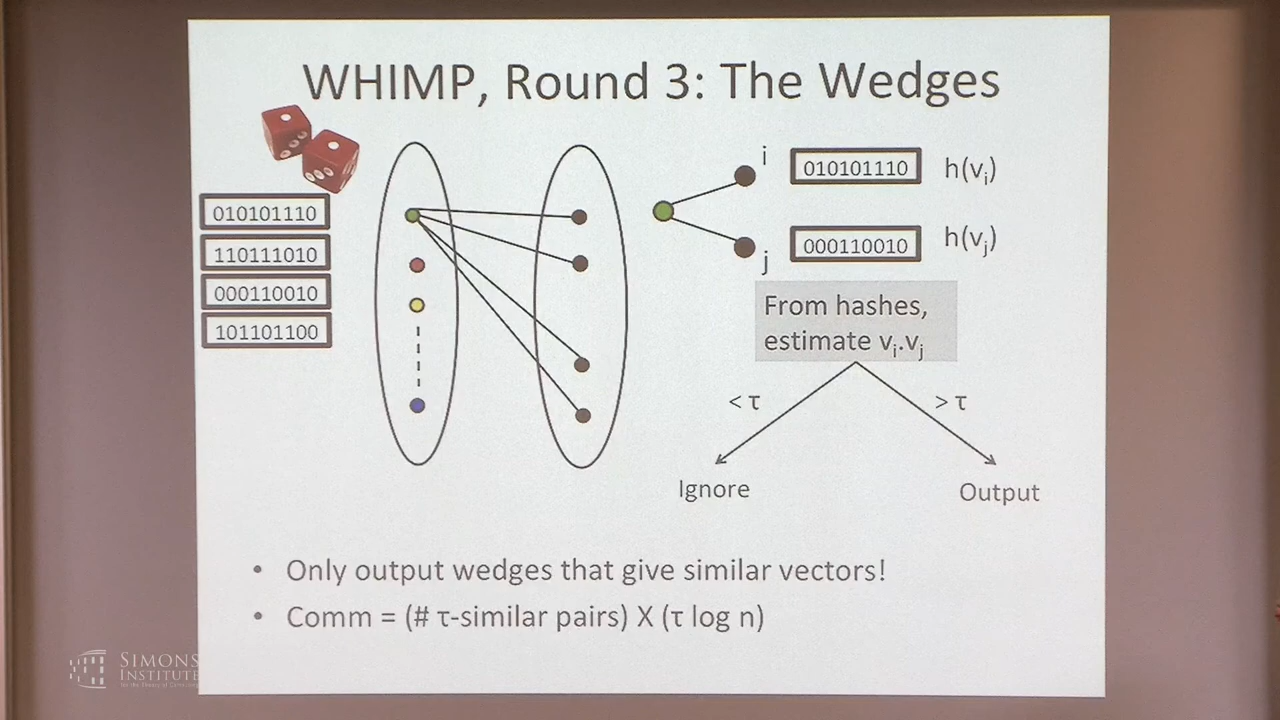 WHIMP, Round 3: The Wedges
010101110
110111010
000110010
101101100
i
010101110
h(vᵢ)
000110010
h(vⱼ)
j
From hashes,
estimate vᵢ.vⱼ
< τ
> τ
Ignore
Output
• Only output wedges that give similar vectors!
• Comm = (# τ-similar pairs) X (τ log n)
SIMONS
INSTITUTE